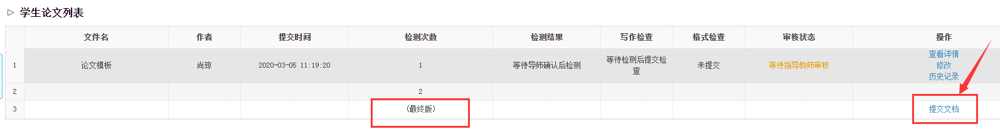 学生论文列表
文件名 作者 提交时间 检测次数 检测结果 写作检查 格式检查 审核状态 操作
1 论文模板 尚琼 2020-03-05 11:19:20 1 等待导师确认后检测 等待检测后提交检查 未提交 等待指导教师审核 查看详情
修改
历史记录
2 2
3 (最终版) 提交文档